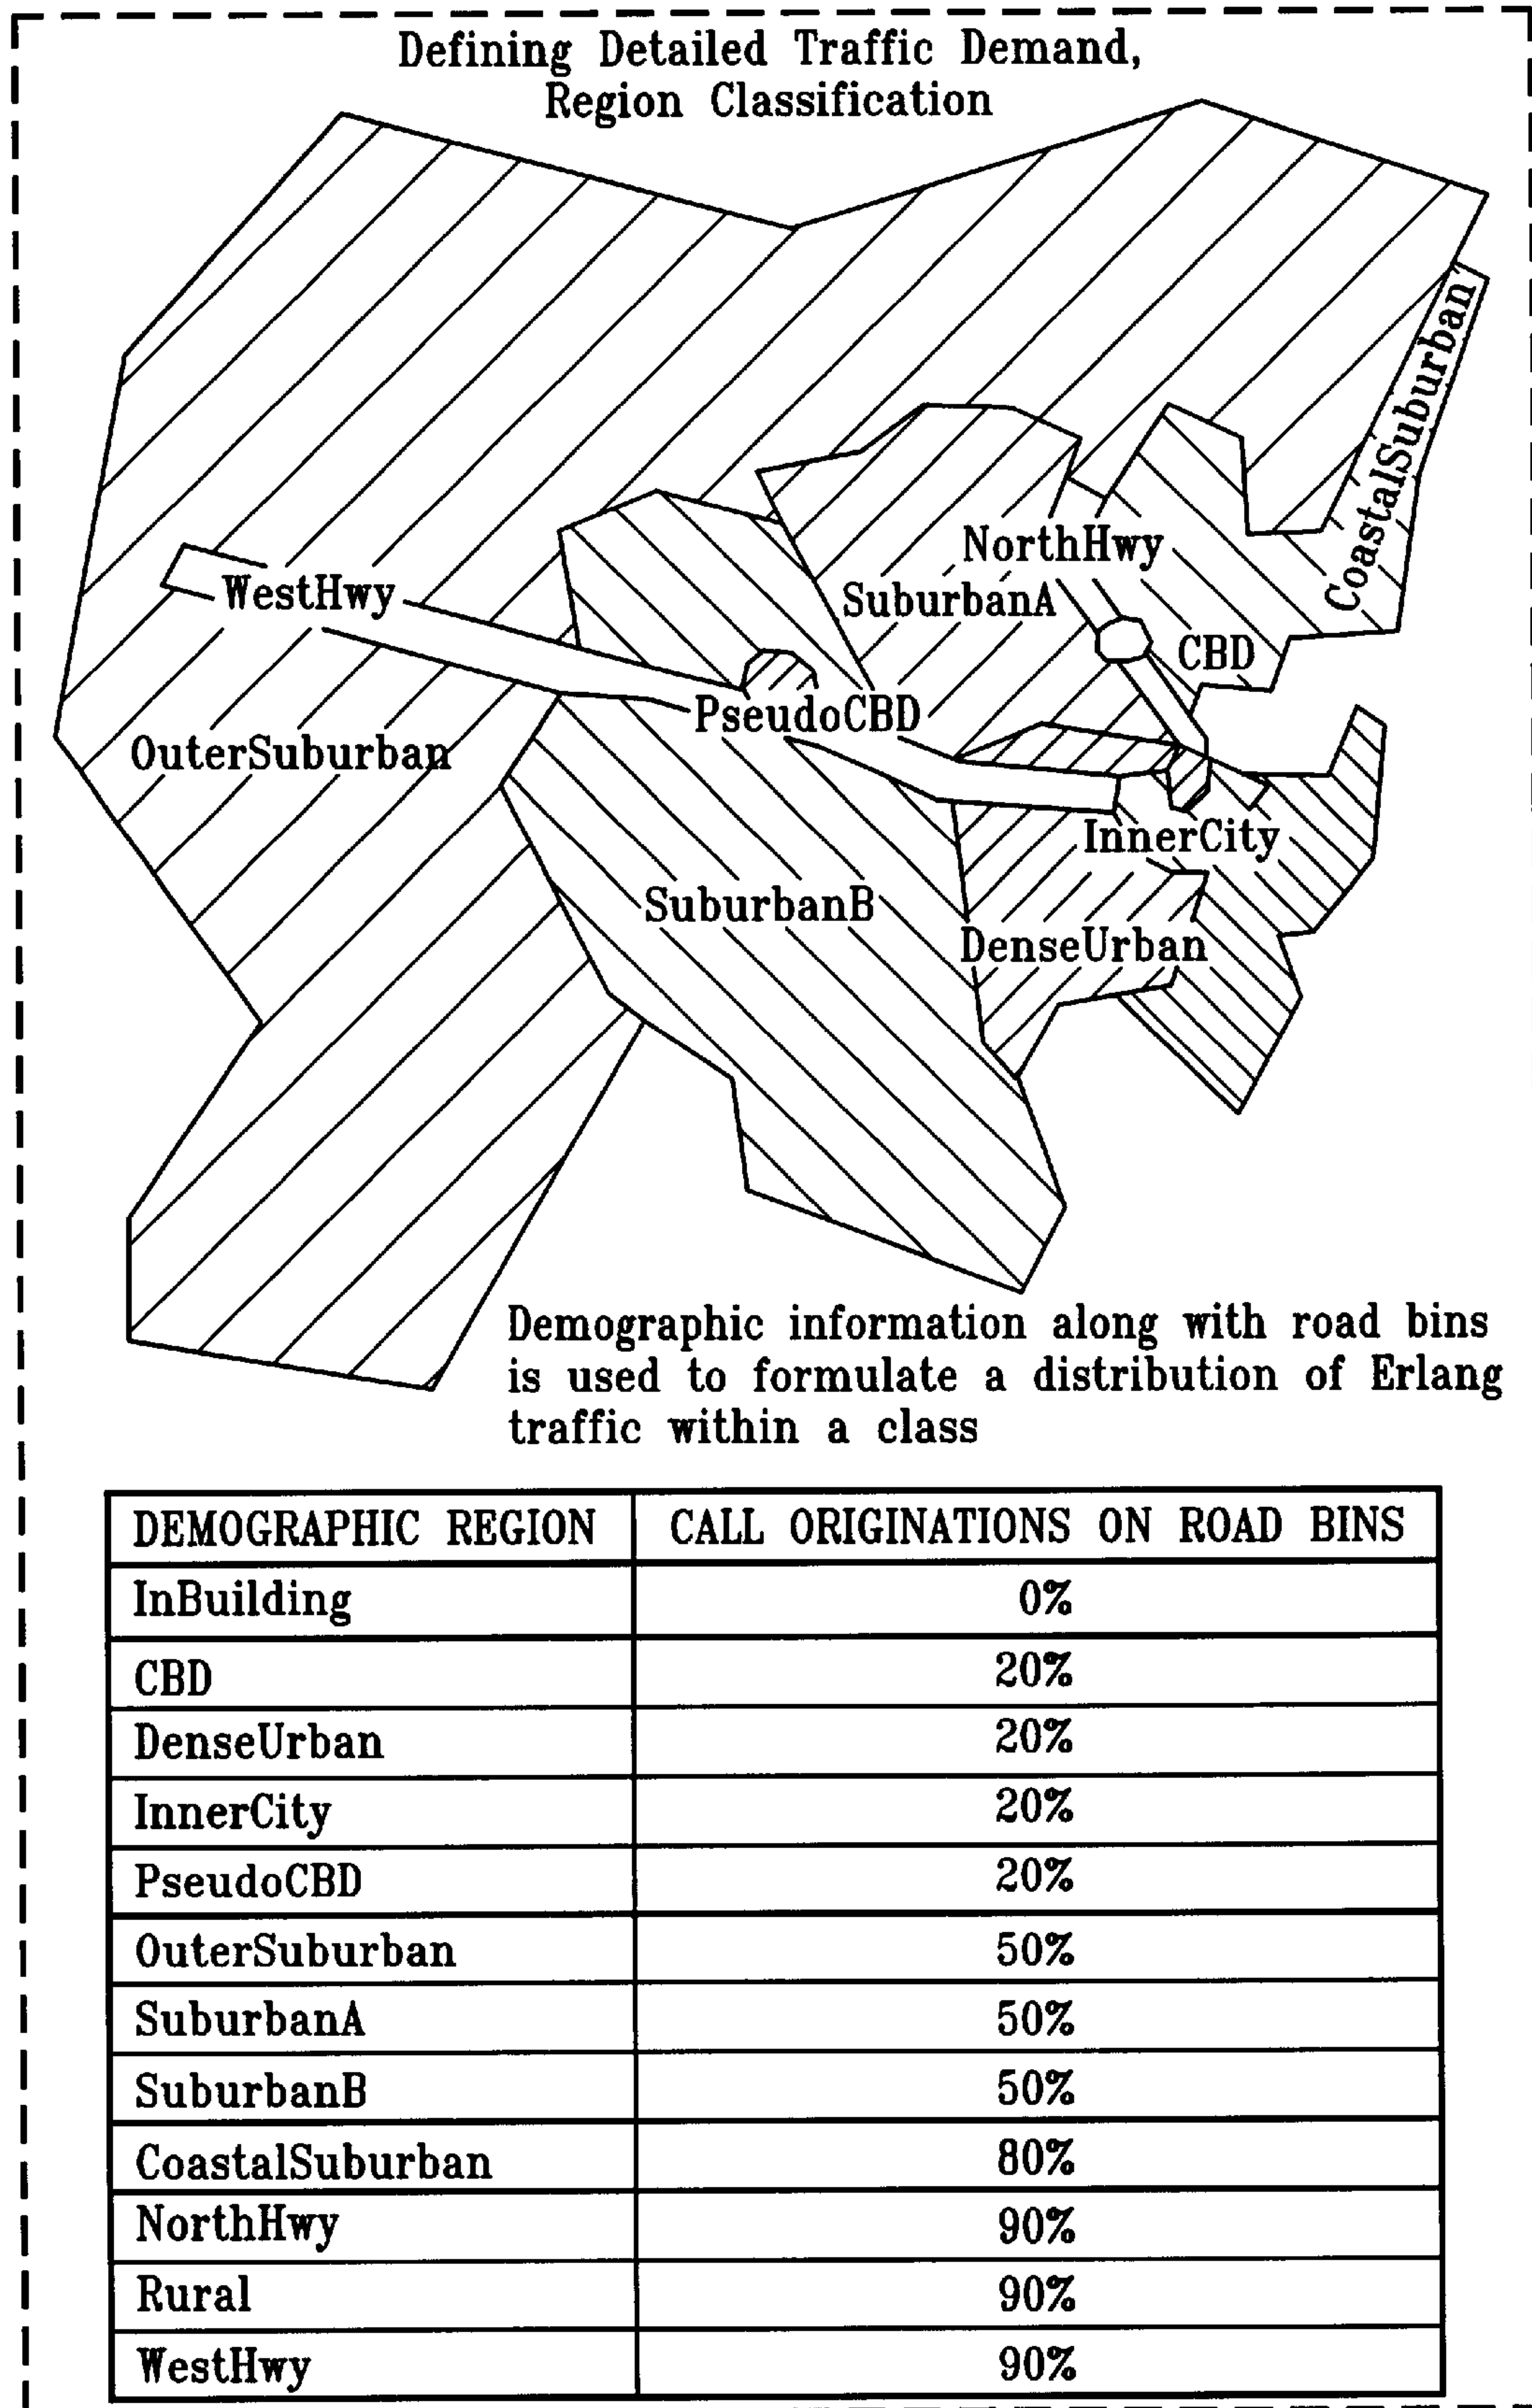 Defining Detailed Traffic Demand,
Region Classification
CoastalSuburban
NorthHwy
WestHwy
SuburbanA
CBD
PseudoCBD
OuterSuburban
InnerCity
SuburbanB
DenseUrban
Demographic information along with road bins
is used to formulate a distribution of Erlang
traffic within a class
DEMOGRAPHIC REGION CALL ORIGINATIONS ON ROAD BINS
InBuilding 0%
CBD 20%
DenseUrban 20%
InnerCity 20%
PseudoCBD 20%
OuterSuburban 50%
SuburbanA 50%
SuburbanB 50%
CoastalSuburban 80%
NorthHwy 90%
Rural 90%
WestHwy 90%